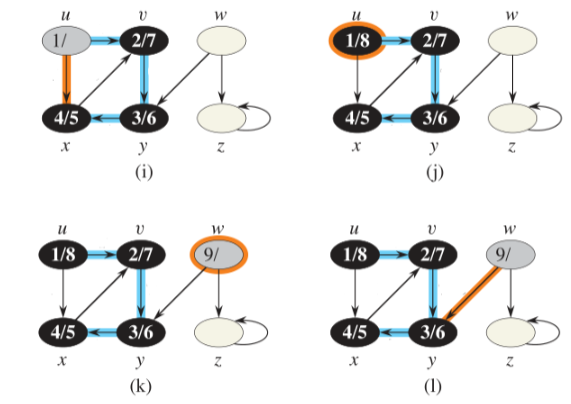 u v w
1/ 2/7
4/5 3/6
x y z
(i)
u v w
1/8 2/7
4/5 3/6
x y z
(j)
u v w
1/8 2/7 9/
4/5 3/6
x y z
(k)
u v w
1/8 2/7 9/
4/5 3/6
x y z
(l)